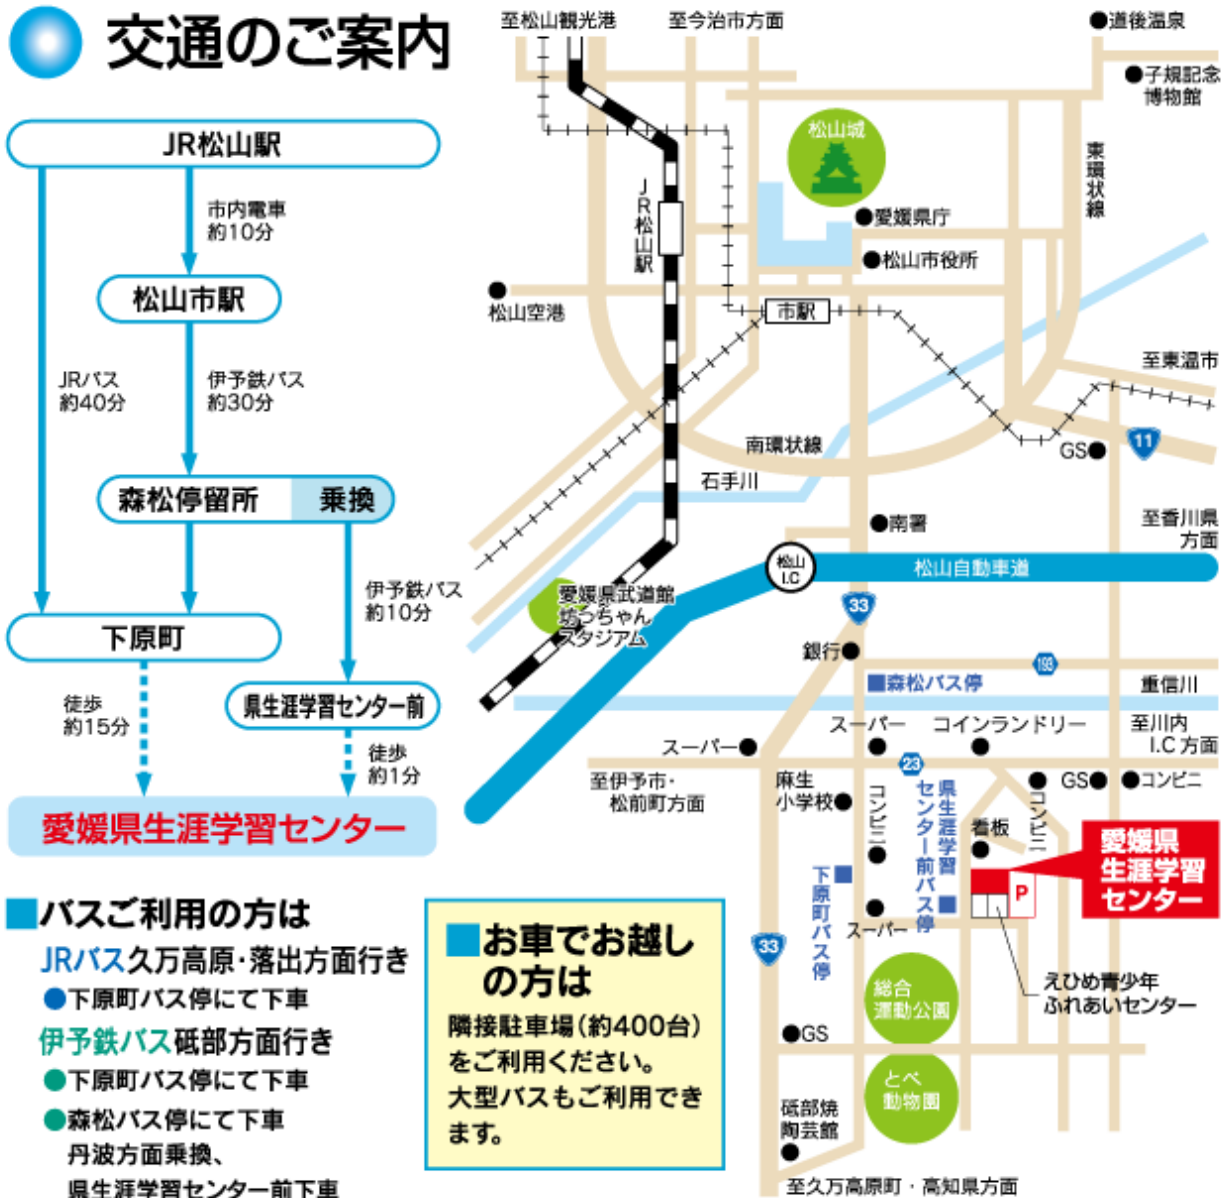 交通のご案内
JR松山駅
市内電車
約10分
松山市駅
JRバス
約40分
伊予鉄バス
約30分
森松停留所
乗換
伊予鉄バス
約10分
下原町
徒歩
約15分
県生涯学習センター前
徒歩
約1分
愛媛県生涯学習センター
■バスご利用の方は
JRバス久万高原・落出方面行き
●下原町バス停にて下車
伊予鉄バス砥部方面行き
●下原町バス停にて下車
●森松バス停にて下車
丹波方面乗換、
県生涯学習センター前下車
■お車でお越し
の方は
隣接駐車場(約400台)
をご利用ください。
大型バスもご利用でき
ます。
至松山観光港
至今治市方面
●道後温泉
●子規記念
博物館
松山城
東環状線
JR松山駅
●愛媛県庁
●松山市役所
松山空港
市駅
至東温市
南環状線
GS●
11
石手川
●南署
至香川県
方面
松山
I.C
松山自動車道
愛媛県武道館
坊っちゃん
スタジアム
33
銀行●
193
■森松バス停
重信川
スーパー
コインランドリー
至川内
I.C方面
スーパー●
23
至伊予市・
松前町方面
麻生
小学校●
コンビニ
県生涯学習
センター前バス停
コンビニ
GS●
●コンビニ
看板
愛媛県
生涯学習
センター
P
下原町バス停
スーパー
33
総合
運動公園
えひめ青少年
ふれあいセンター
●GS
とべ
動物園
砥部焼
陶芸館
至久万高原町・高知県方面